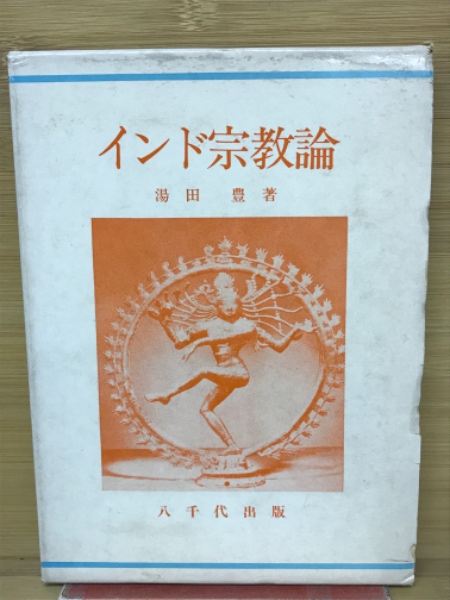 インド宗教論
湯田 豊 著
八千代出版